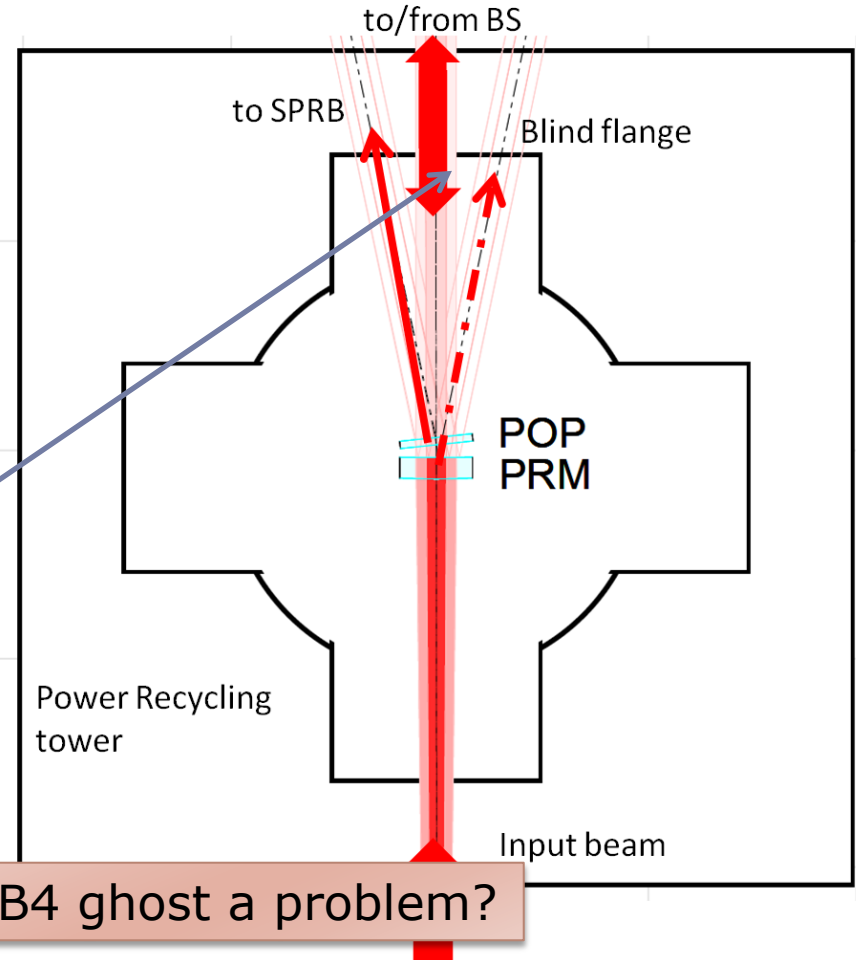 to/from BS
to SPRB
Blind flange
POP
PRM
Power Recycling
tower
Input beam
B4 ghost a problem?